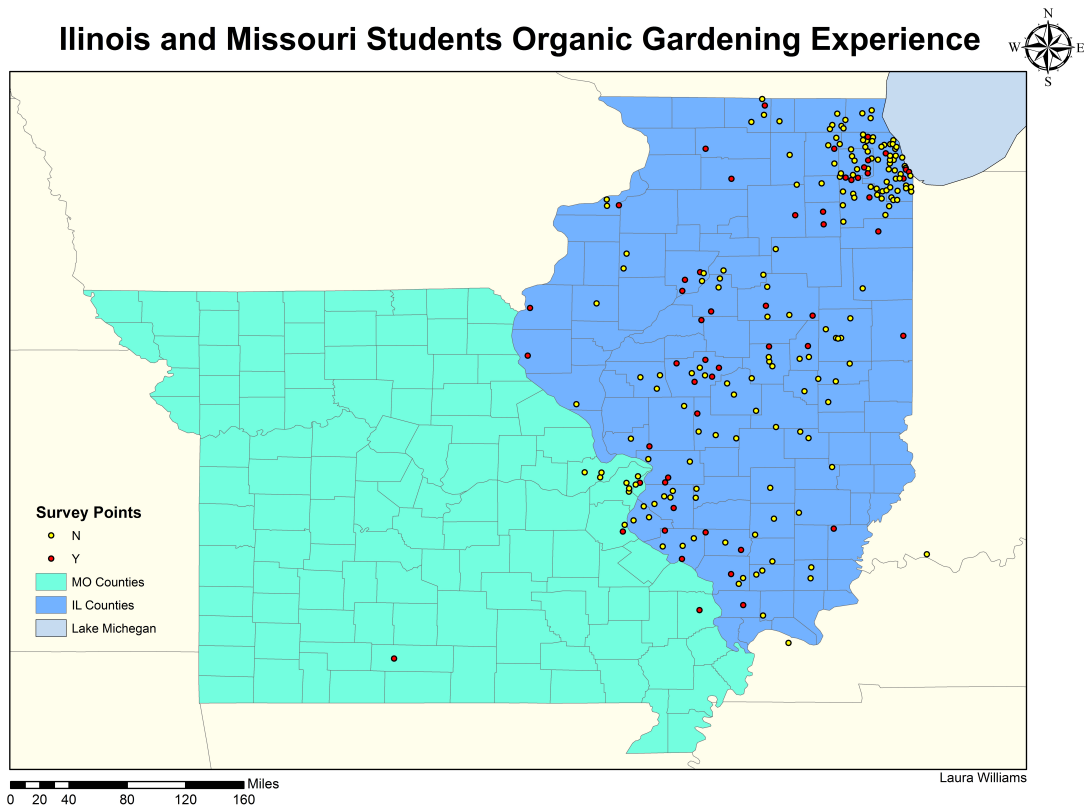 Ilinois and Missouri Students Organic Gardening Experience
N
W E
S
Survey Points
N
Y
MO Counties
IL Counties
Lake Michegan
Laura Williams
Miles
0 20 40 80 120 160